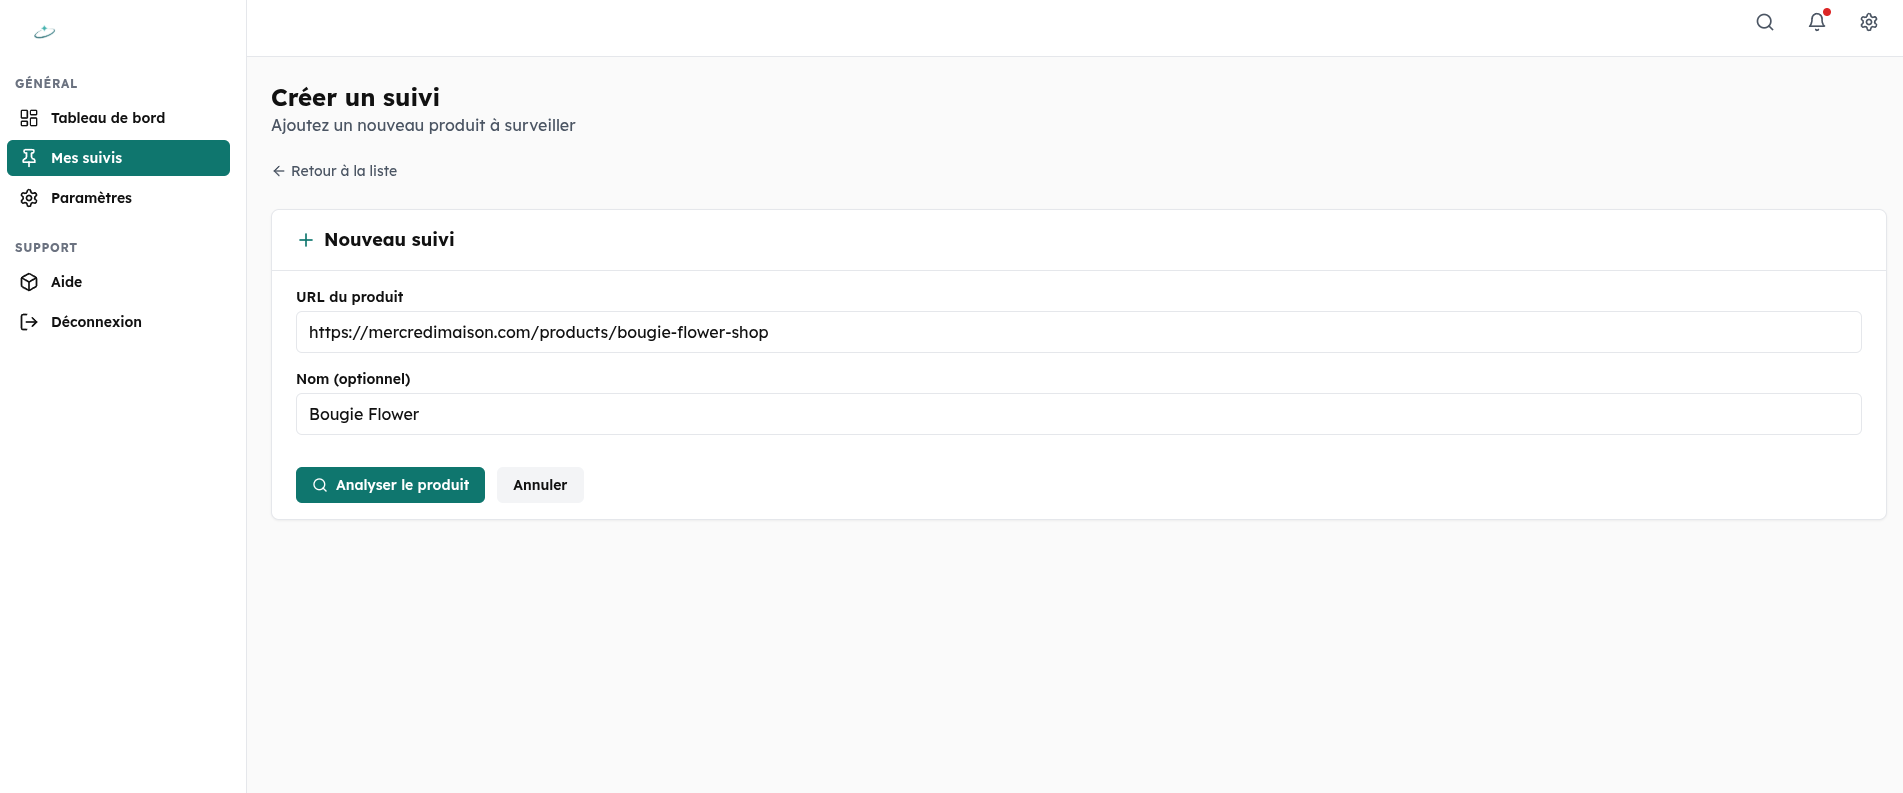 GÉNÉRAL
Tableau de bord
Mes suivis
Paramètres
SUPPORT
Aide
Déconnexion
Créer un suivi
Ajoutez un nouveau produit à surveiller
Retour à la liste
Nouveau suivi
URL du produit
https://mercredimaison.com/products/bougie-flower-shop
Nom (optionnel)
Bougie Flower
Analyser le produit
Annuler